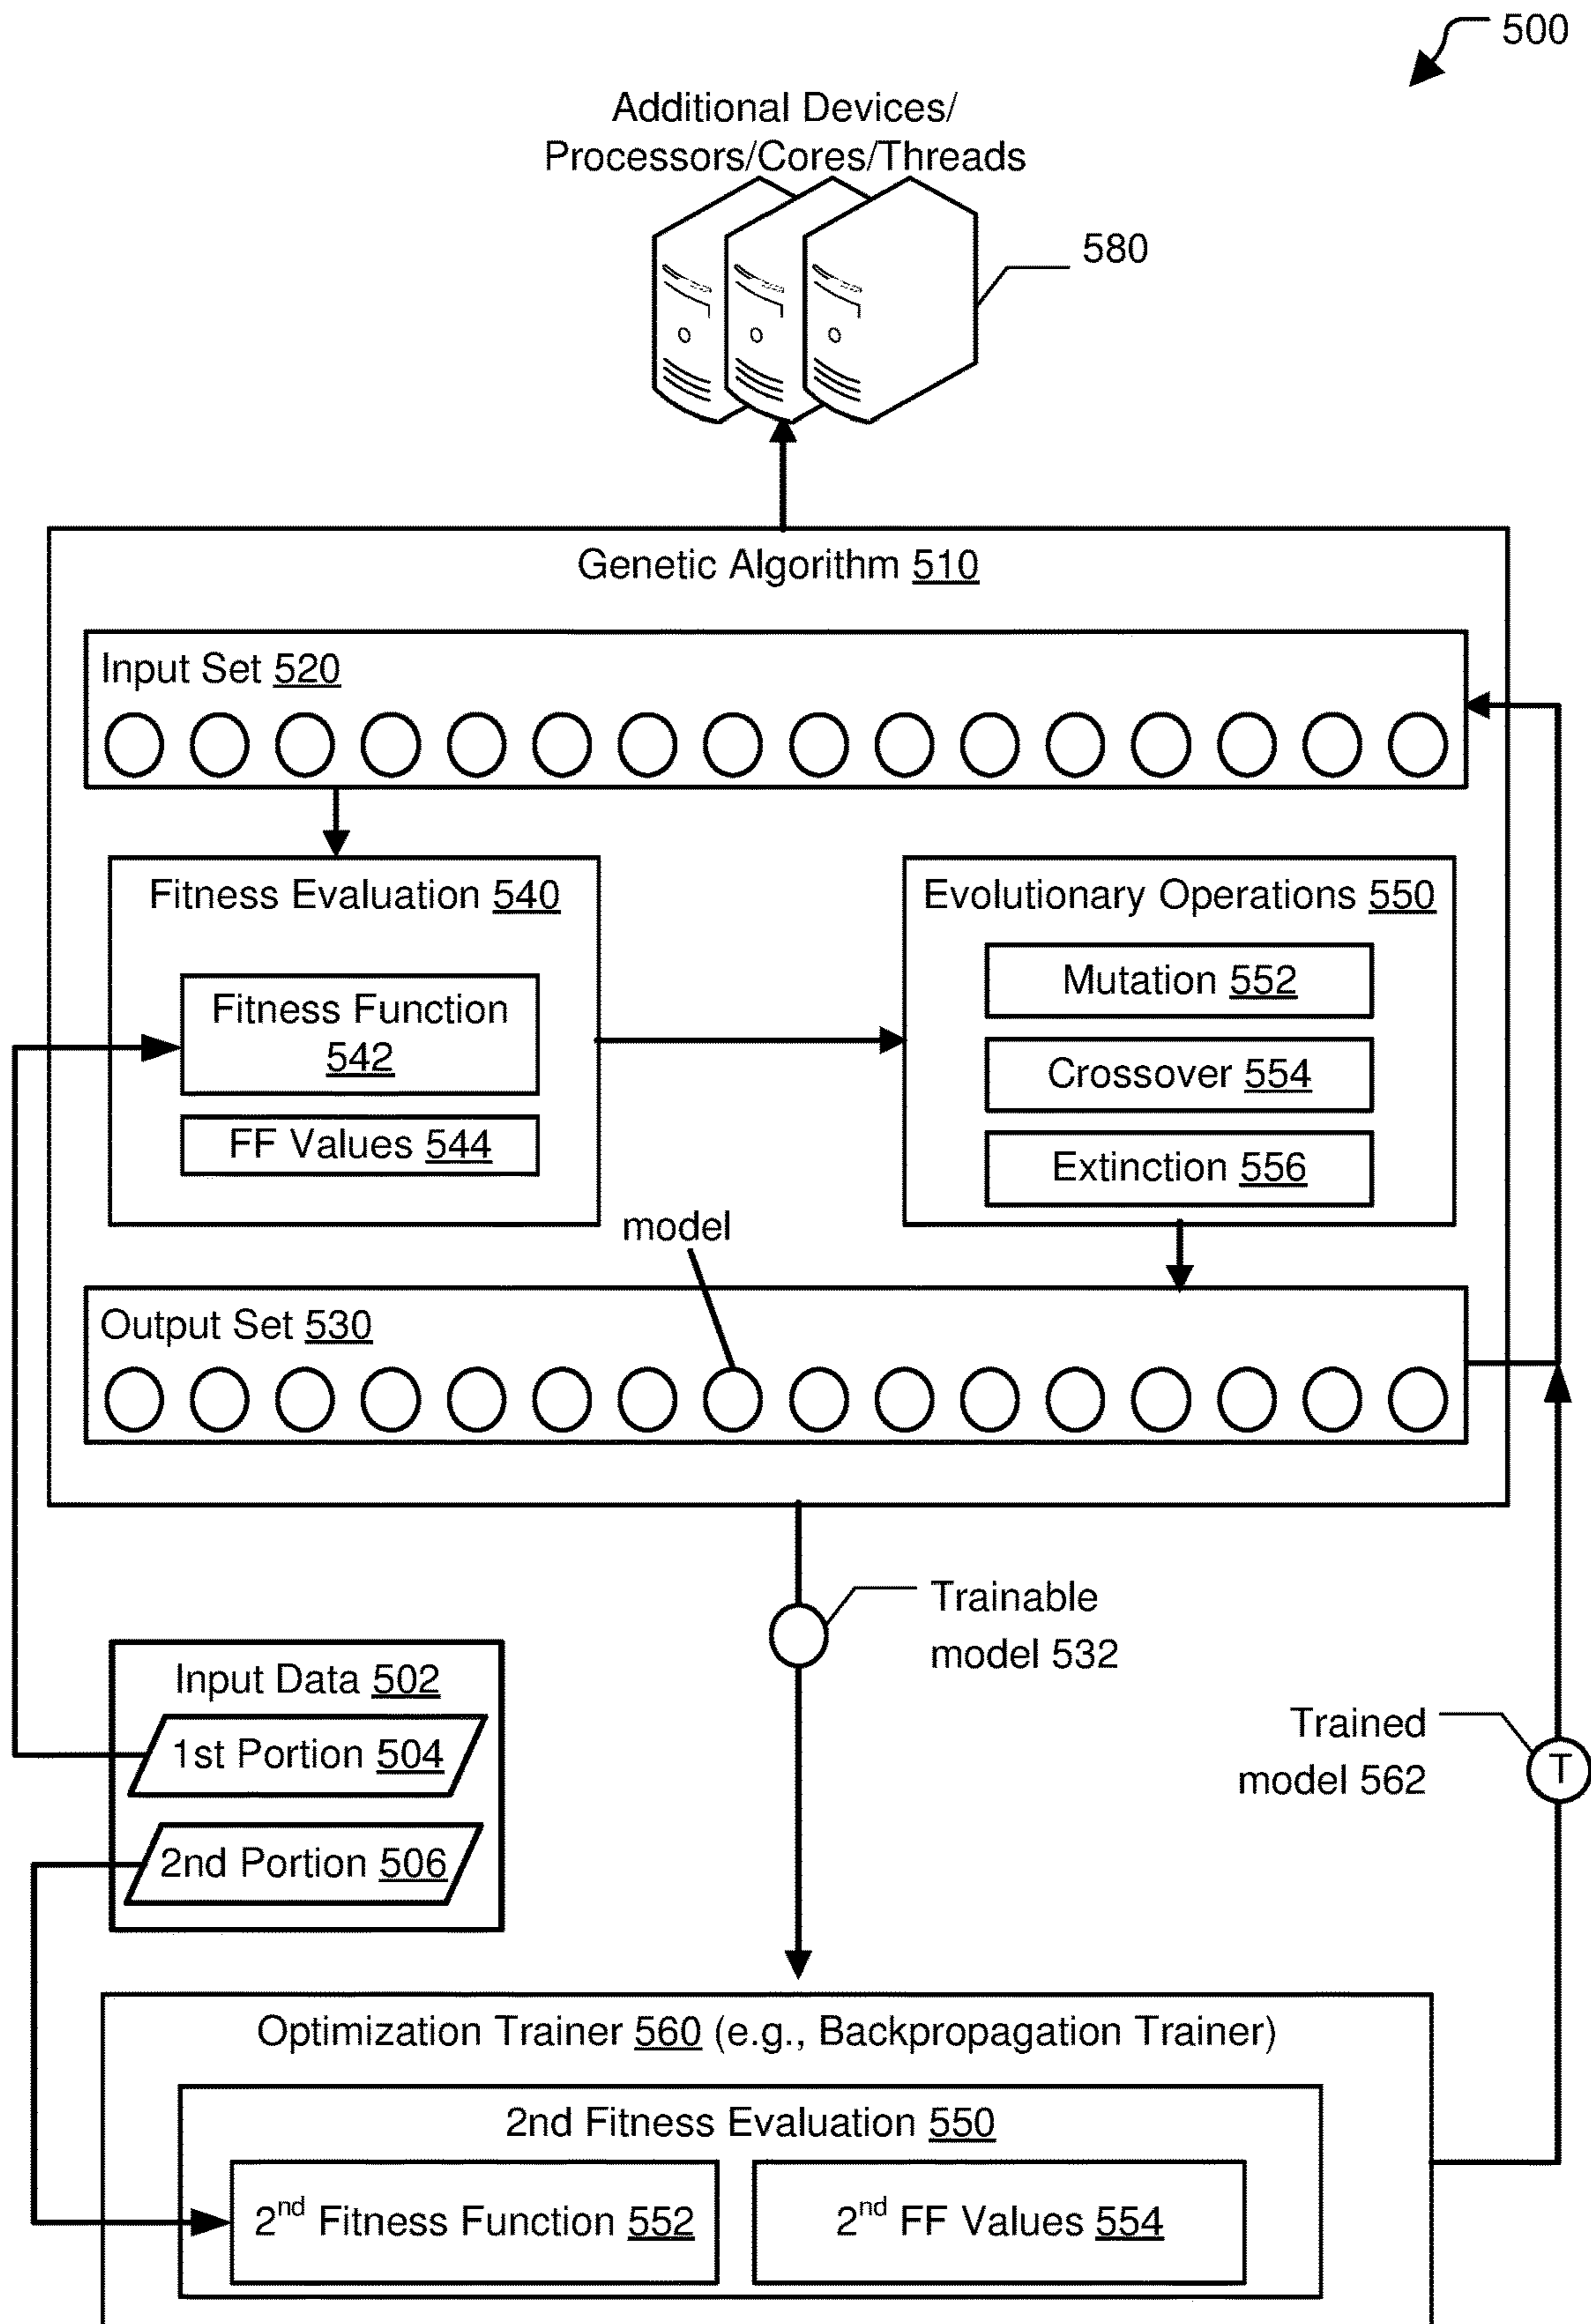 500
Additional Devices/
Processors/Cores/Threads
580
Genetic Algorithm 510
Input Set 520
Fitness Evaluation 540
Fitness Function
542
FF Values 544
Evolutionary Operations 550
Mutation 552
Crossover 554
Extinction 556
model
Output Set 530
Trainable
model 532
Input Data 502
1st Portion 504
2nd Portion 506
Trained
model 562
T
Optimization Trainer 560 (e.g., Backpropagation Trainer)
2nd Fitness Evaluation 550
2nd Fitness Function 552
2nd FF Values 554